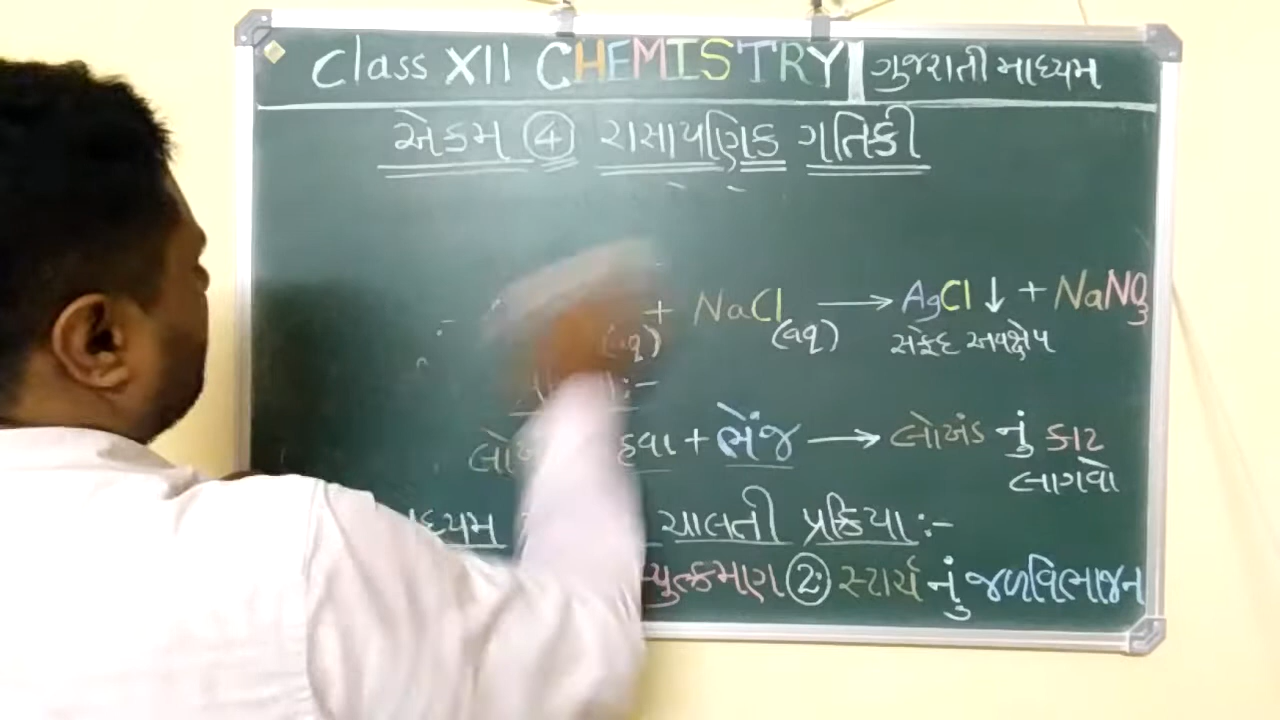 Class XII CHEMISTRY ગુજરાતી માધ્યમ
એકમ ④ રાસાયણિક ગતિકી
+ NaCl ⟶ AgCl ↓ + NaNO₃
(aq) (aq) સફેદ અવક્ષેપ
:-
હવા + ભેજ ⟶ લોખંડ નું કાટ
લાગવો
ચાલતી પ્રક્રિયા :-
②: સ્ટાર્ચ નું જળવિભાજન